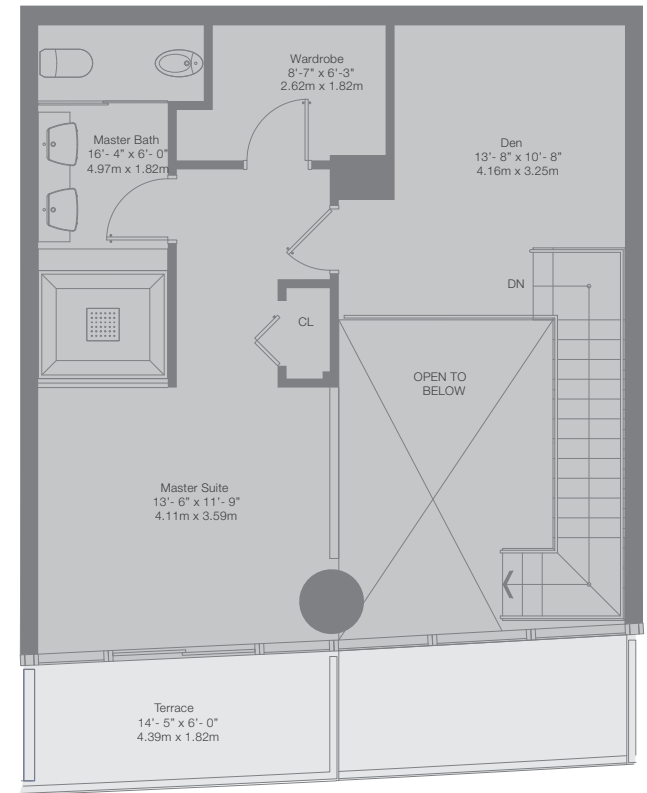 Wardrobe
8'-7" x 6'-3"
2.62m x 1.82m
Master Bath
16'- 4" x 6'- 0"
4.97m x 1.82m
Den
13'- 8" x 10'- 8"
4.16m x 3.25m
DN
CL
OPEN TO
BELOW
Master Suite
13'- 6" x 11'- 9"
4.11m x 3.59m
Terrace
14'- 5" x 6'- 0"
4.39m x 1.82m